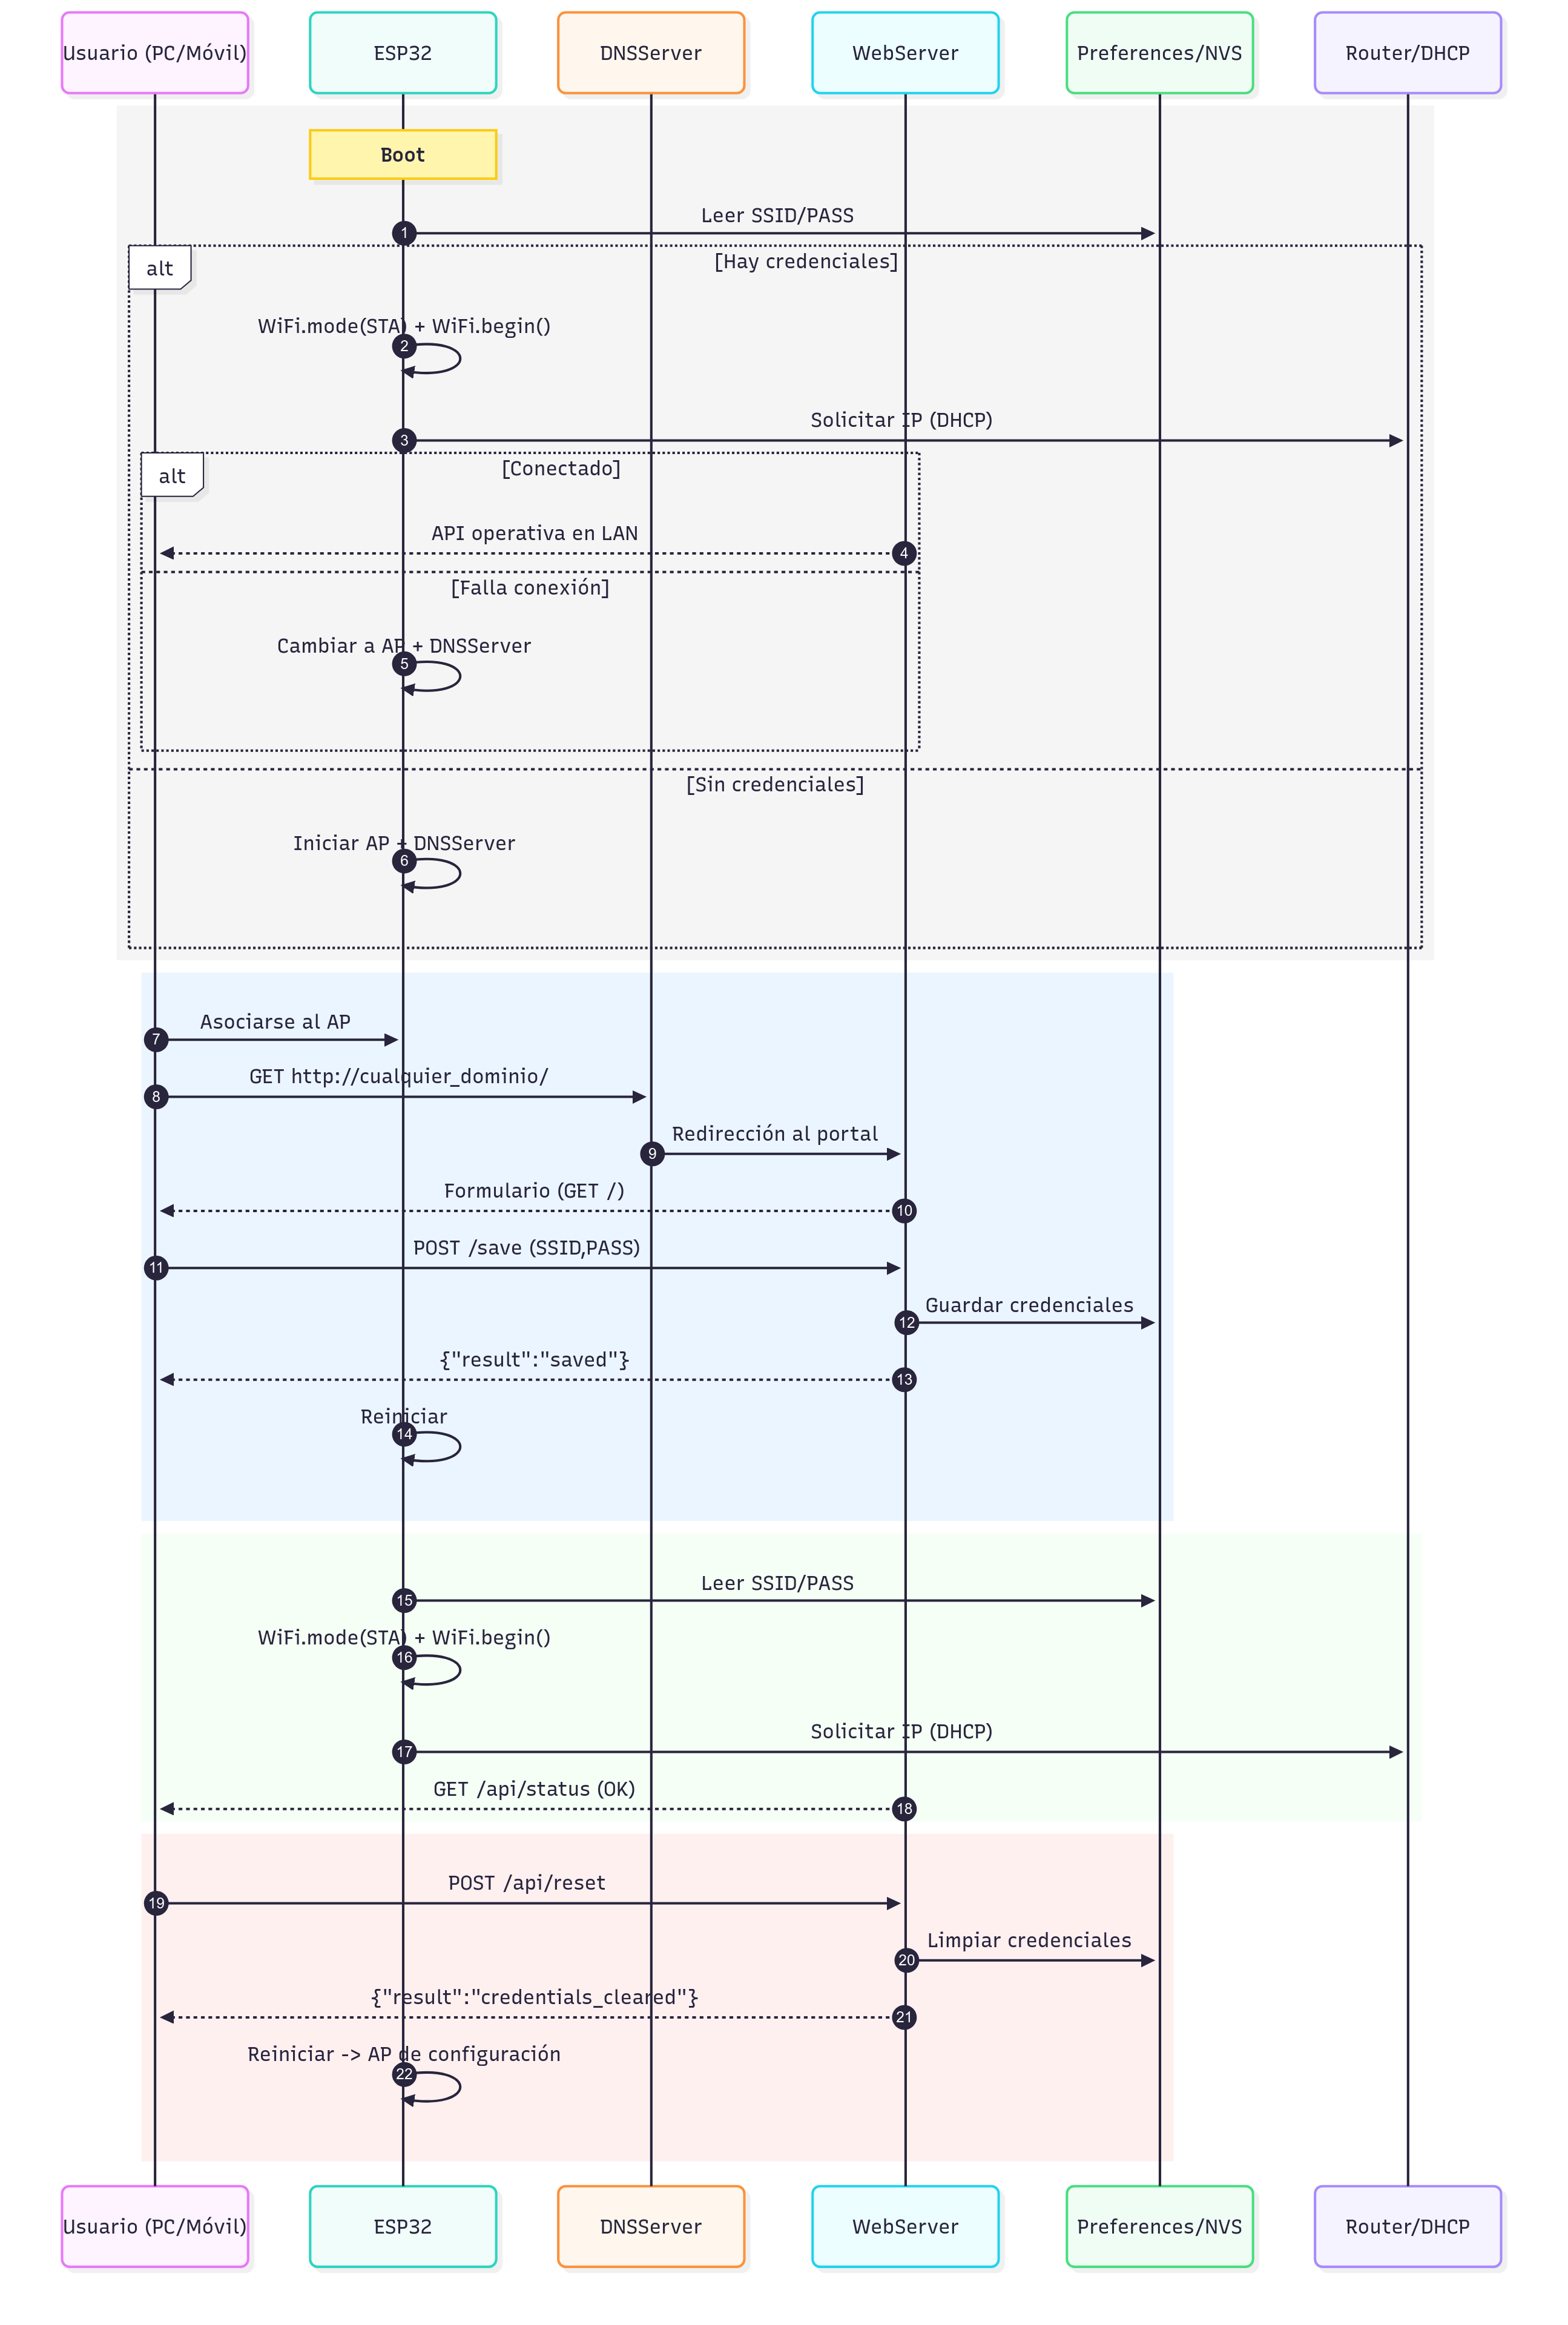 Usuario (PC/Móvil)
ESP32
DNSServer
WebServer
Preferences/NVS
Router/DHCP
Boot
Leer SSID/PASS
1
alt
[Hay credenciales]
WiFi.mode(STA) + WiFi.begin()
2
Solicitar IP (DHCP)
3
alt
[Conectado]
API operativa en LAN
4
[Falla conexión]
Cambiar a AP + DNSServer
5
[Sin credenciales]
Iniciar AP + DNSServer
6
Asociarse al AP
7
GET http://cualquier_dominio/
8
Redirección al portal
9
Formulario (GET /)
10
POST /save (SSID,PASS)
11
Guardar credenciales
12
{"result":"saved"}
13
Reiniciar
14
Leer SSID/PASS
15
WiFi.mode(STA) + WiFi.begin()
16
Solicitar IP (DHCP)
17
GET /api/status (OK)
18
POST /api/reset
19
Limpiar credenciales
20
{"result":"credentials_cleared"}
21
Reiniciar -> AP de configuración
22
Usuario (PC/Móvil)
ESP32
DNSServer
WebServer
Preferences/NVS
Router/DHCP